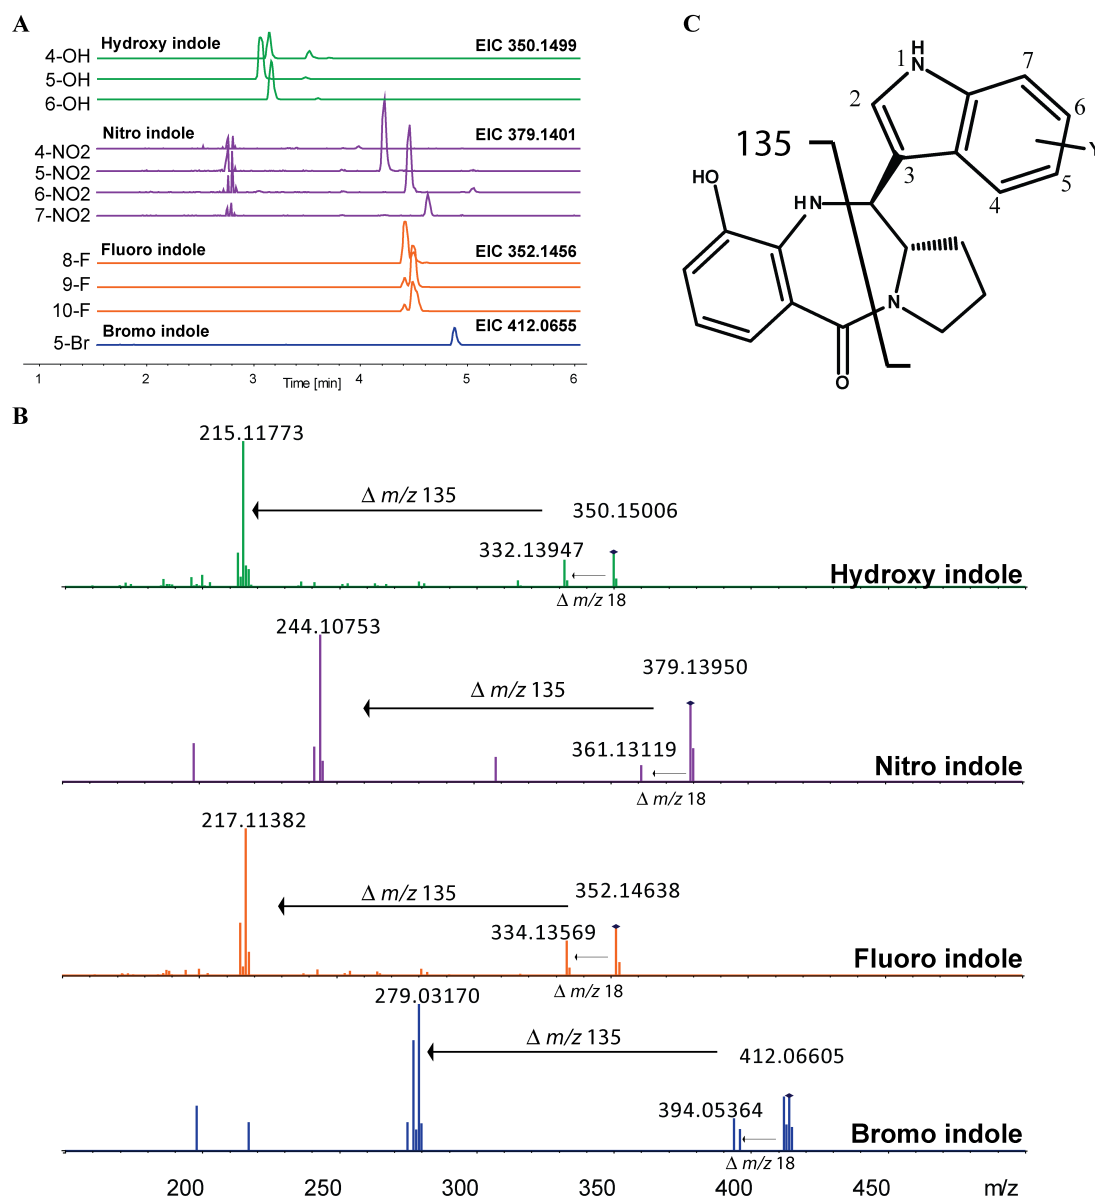 A
Hydroxy indole
EIC 350.1499
4-OH
5-OH
6-OH
Nitro indole
EIC 379.1401
4-NO2
5-NO2
6-NO2
7-NO2
Fluoro indole
EIC 352.1456
8-F
9-F
10-F
Bromo indole
EIC 412.0655
5-Br
1 2 3 4 5 6
Time [min]
C
H
N
1
2
3
4
5
6
7
Y
135
HO
HN
N
O
B
215.11773
Δ m/z 135
350.15006
332.13947
Δ m/z 18
Hydroxy indole
244.10753
Δ m/z 135
379.13950
361.13119
Δ m/z 18
Nitro indole
217.11382
Δ m/z 135
352.14638
334.13569
Δ m/z 18
Fluoro indole
279.03170
Δ m/z 135
412.06605
394.05364
Δ m/z 18
Bromo indole
200 250 300 350 400 450 m/z